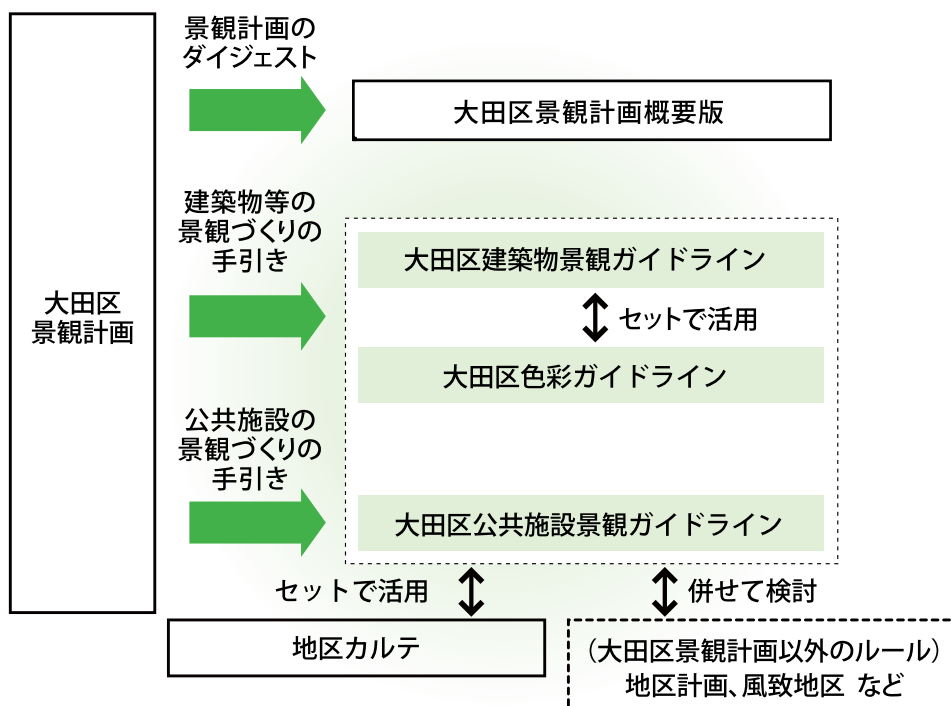 大田区
景観計画
景観計画の
ダイジェスト
大田区景観計画概要版
建築物等の
景観づくりの
手引き
大田区建築物景観ガイドライン
セットで活用
大田区色彩ガイドライン
公共施設の
景観づくりの
手引き
大田区公共施設景観ガイドライン
セットで活用
併せて検討
地区カルテ
（大田区景観計画以外のルール）
地区計画、風致地区 など